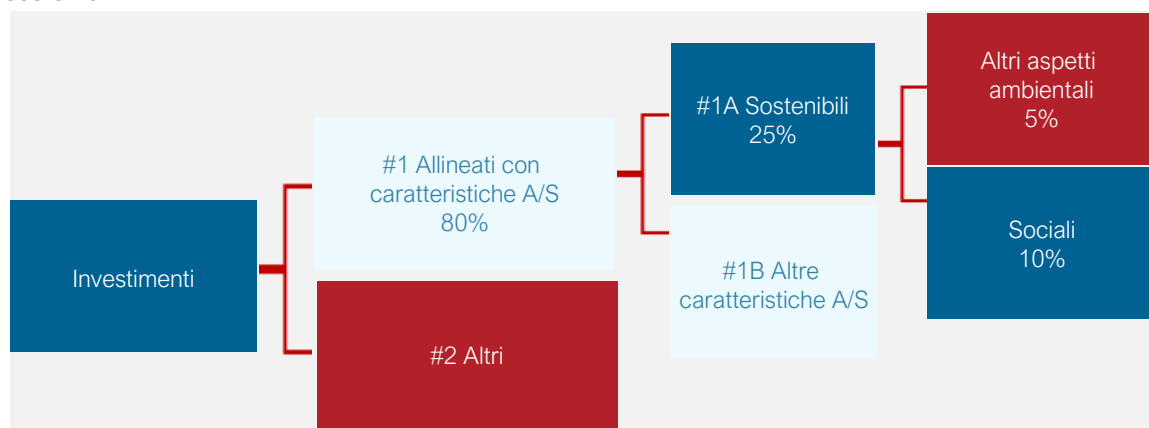 Investimenti
#1 Allineati con
caratteristiche A/S
80%
#2 Altri
#1A Sostenibili
25%
#1B Altre
caratteristiche A/S
Altri aspetti
ambientali
5%
Sociali
10%